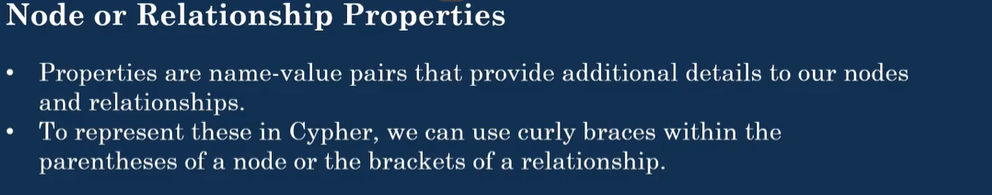 Node or Relationship Properties
• Properties are name-value pairs that provide additional details to our nodes
and relationships.
• To represent these in Cypher, we can use curly braces within the
parentheses of a node or the brackets of a relationship.